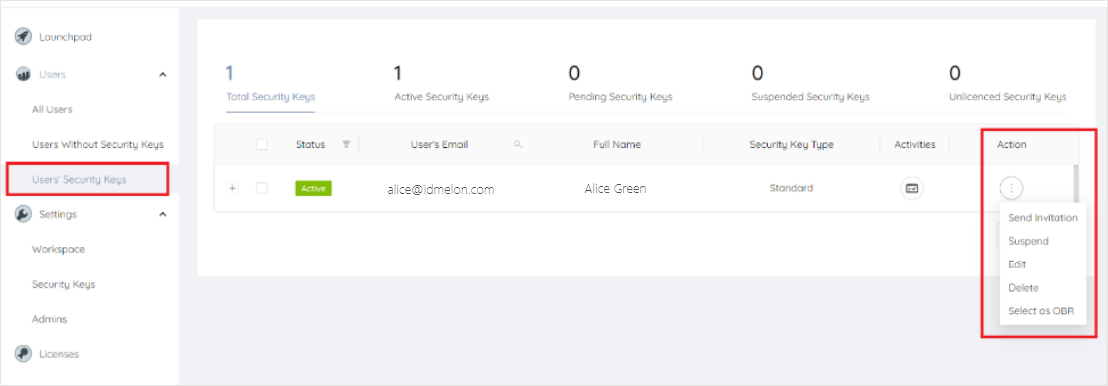 Launchpad
Users
All Users
Users Without Security Keys
Users' Security Keys
Settings
Workspace
Security Keys
Admins
Licenses
1 1 0 0 0
Total Security Keys Active Security Keys Pending Security Keys Suspended Security Keys Unlicenced Security Keys
Status User's Email Full Name Security Key Type Activities Action
+ Active alice@idmelon.com Alice Green Standard
Send Invitation
Suspend
Edit
Delete
Select as OBR